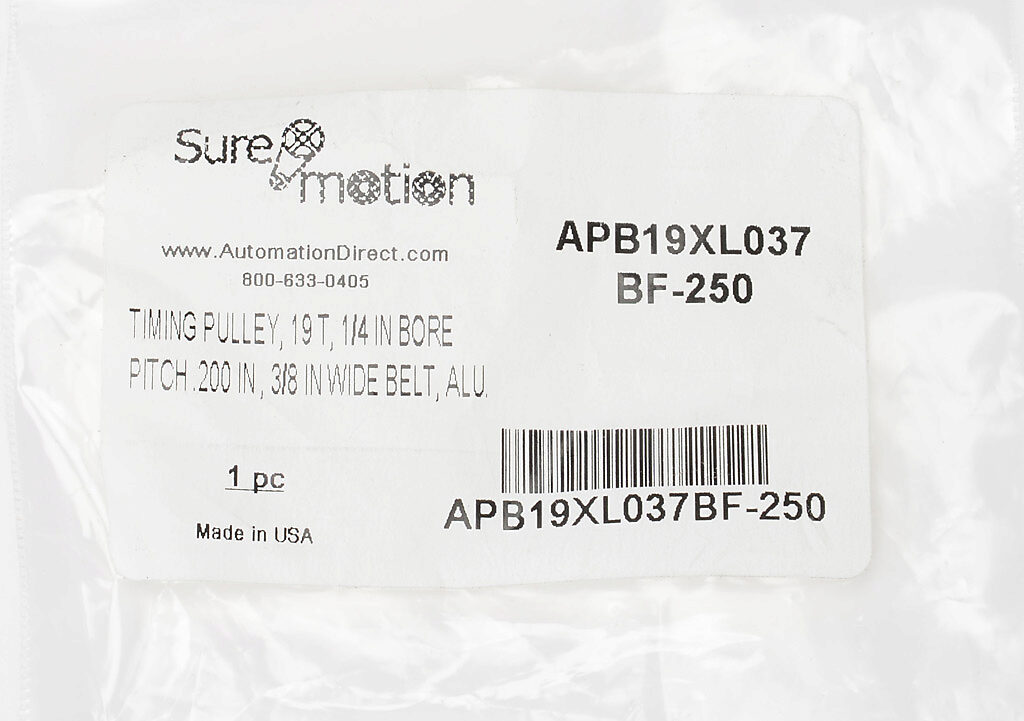 Sure
motion
www.AutomationDirect.com
800-633-0405
TIMING PULLEY, 19 T, 1/4 IN BORE
PITCH .200 IN, 3/8 IN WIDE BELT, ALU.
1 pc
Made in USA
APB19XL037
BF-250
APB19XL037BF-250